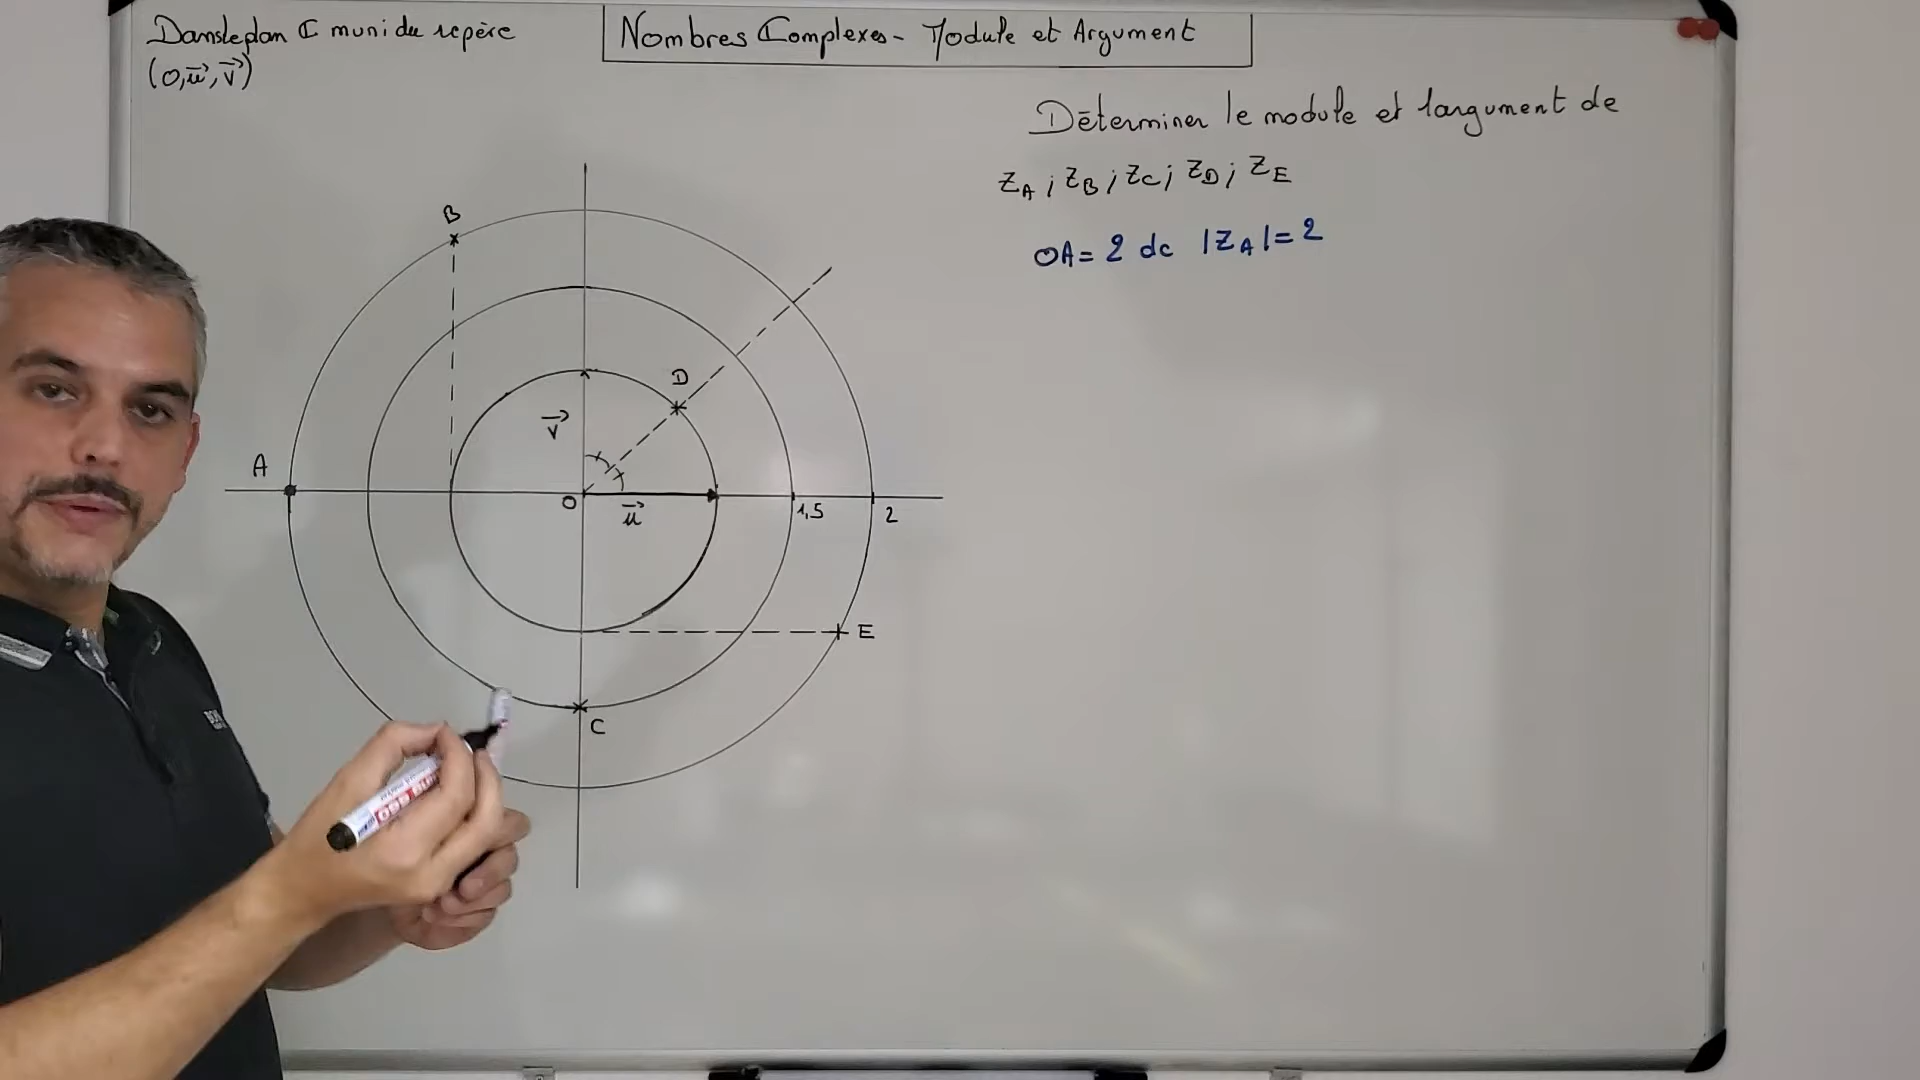 Dans le plan ℂ muni du repère
(O, u⃗, v⃗)
Nombres Complexes - Module et Argument
Déterminer le module et l'argument de
z_A ; z_B ; z_C ; z_D ; z_E
OA = 2 dc |z_A| = 2
B
D
v⃗
A
O
u⃗
1,5
2
E
C